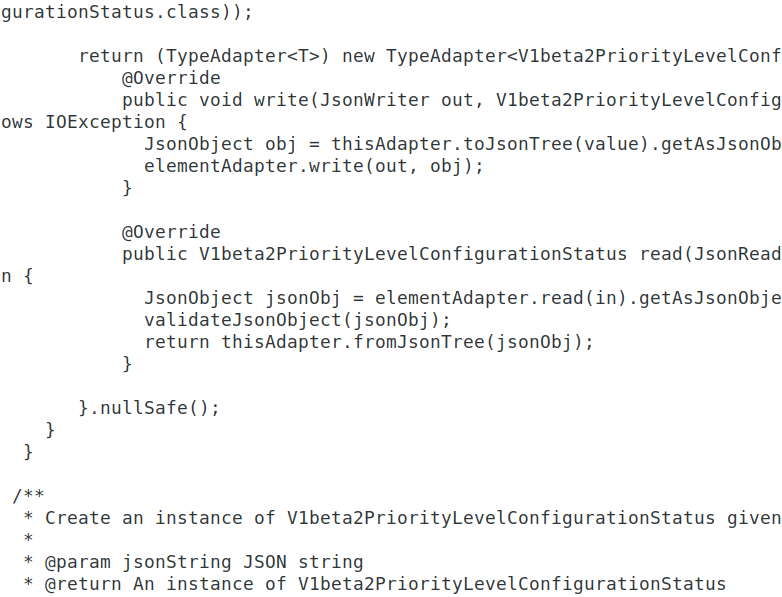 gurationStatus.class));

       return (TypeAdapter<T>) new TypeAdapter<V1beta2PriorityLevelConf
           @Override
           public void write(JsonWriter out, V1beta2PriorityLevelConfig
ows IOException {
             JsonObject obj = thisAdapter.toJsonTree(value).getAsJsonOb
             elementAdapter.write(out, obj);
           }

           @Override
           public V1beta2PriorityLevelConfigurationStatus read(JsonRead
n {
             JsonObject jsonObj = elementAdapter.read(in).getAsJsonObje
             validateJsonObject(jsonObj);
             return thisAdapter.fromJsonTree(jsonObj);
           }

       }.nullSafe();
    }
  }

 /**
  * Create an instance of V1beta2PriorityLevelConfigurationStatus given
  *
  * @param jsonString JSON string
  * @return An instance of V1beta2PriorityLevelConfigurationStatus